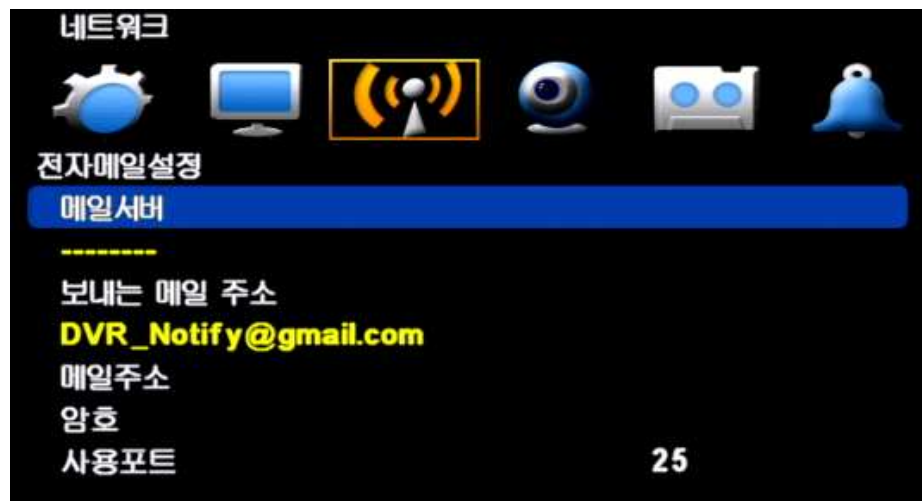 네트워크
전자메일설정
메일서버
--------
보내는 메일 주소
DVR_Notify@gmail.com
메일주소
암호
사용포트 25